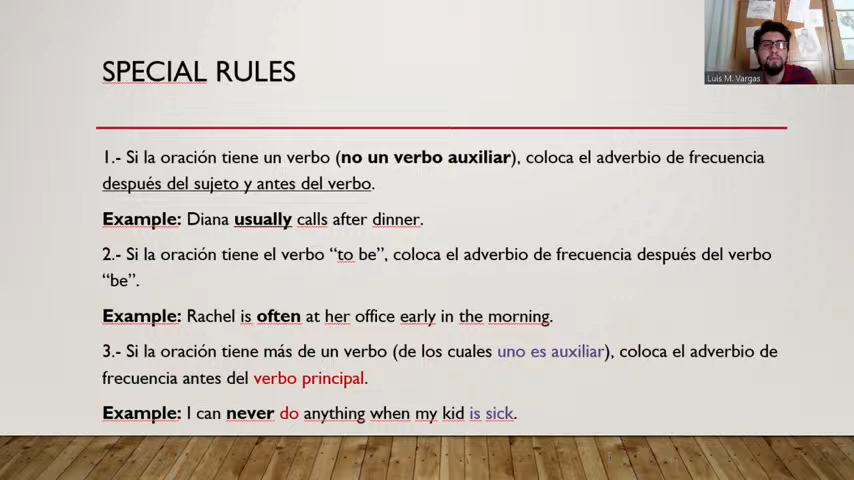 Luis M. Vargas
SPECIAL RULES
1.- Si la oración tiene un verbo (no un verbo auxiliar), coloca el adverbio de frecuencia
después del sujeto y antes del verbo.
Example: Diana usually calls after dinner.
2.- Si la oración tiene el verbo “to be”, coloca el adverbio de frecuencia después del verbo
“be”.
Example: Rachel is often at her office early in the morning.
3.- Si la oración tiene más de un verbo (de los cuales uno es auxiliar), coloca el adverbio de
frecuencia antes del verbo principal.
Example: I can never do anything when my kid is sick.